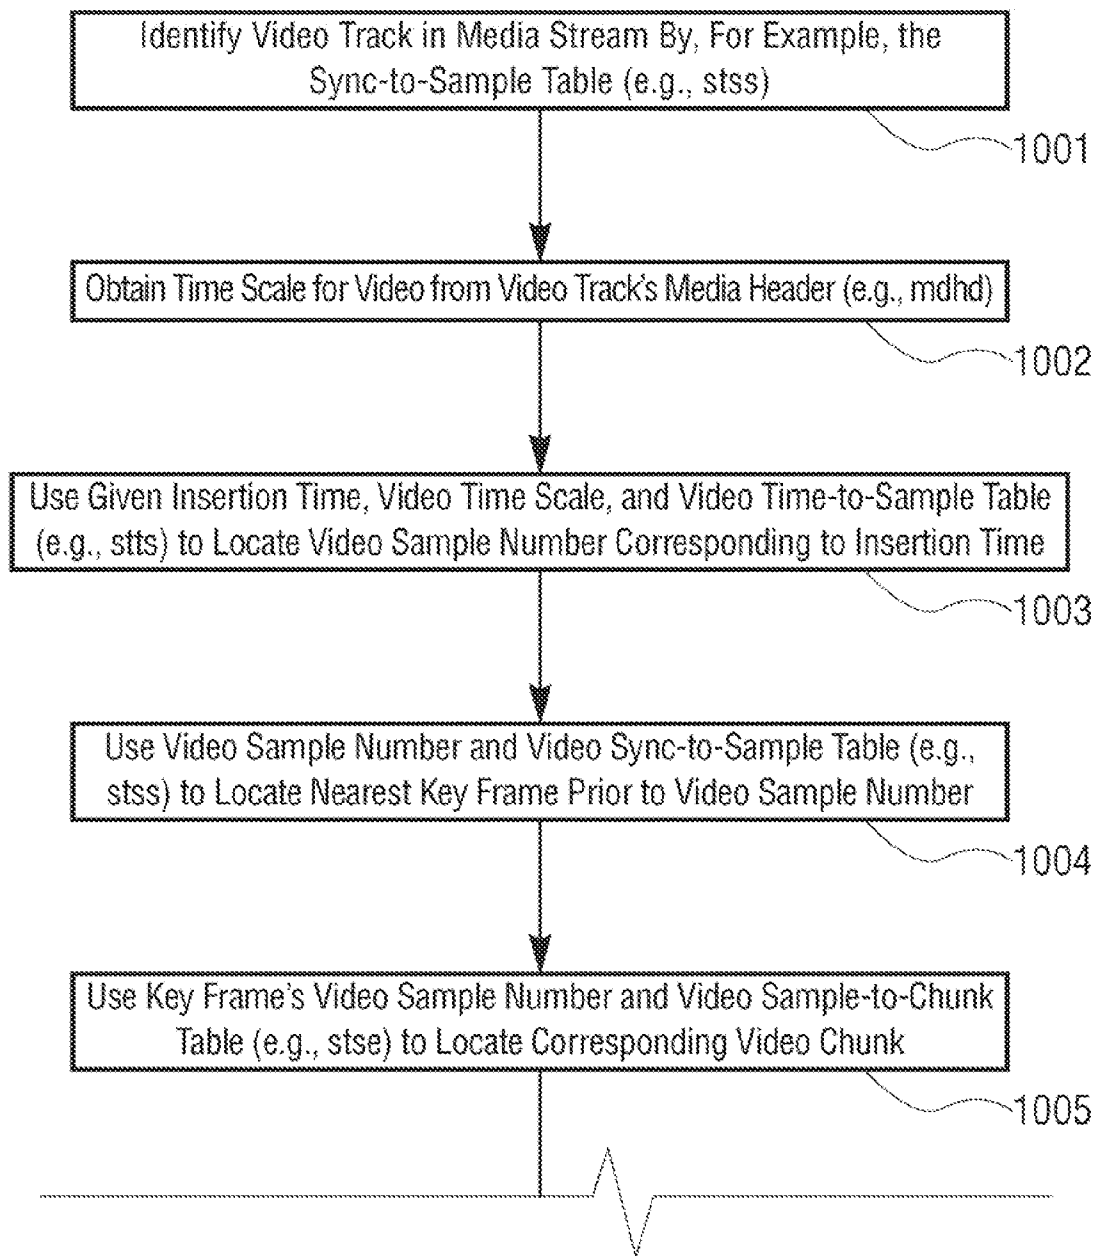 Identify Video Track in Media Stream By, For Example, the
Sync-to-Sample Table (e.g., stss)
1001
Obtain Time Scale for Video from Video Track's Media Header (e.g., mdhd)
1002
Use Given Insertion Time, Video Time Scale, and Video Time-to-Sample Table
(e.g., stts) to Locate Video Sample Number Corresponding to Insertion Time
1003
Use Video Sample Number and Video Sync-to-Sample Table (e.g.,
stss) to Locate Nearest Key Frame Prior to Video Sample Number
1004
Use Key Frame's Video Sample Number and Video Sample-to-Chunk
Table (e.g., stse) to Locate Corresponding Video Chunk
1005